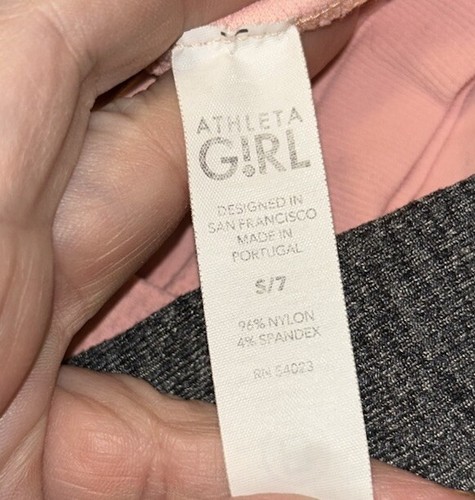 ATHLETA
G!RL
DESIGNED IN
SAN FRANCISCO
MADE IN
PORTUGAL
S/7
96% NYLON
4% SPANDEX
RN 54023